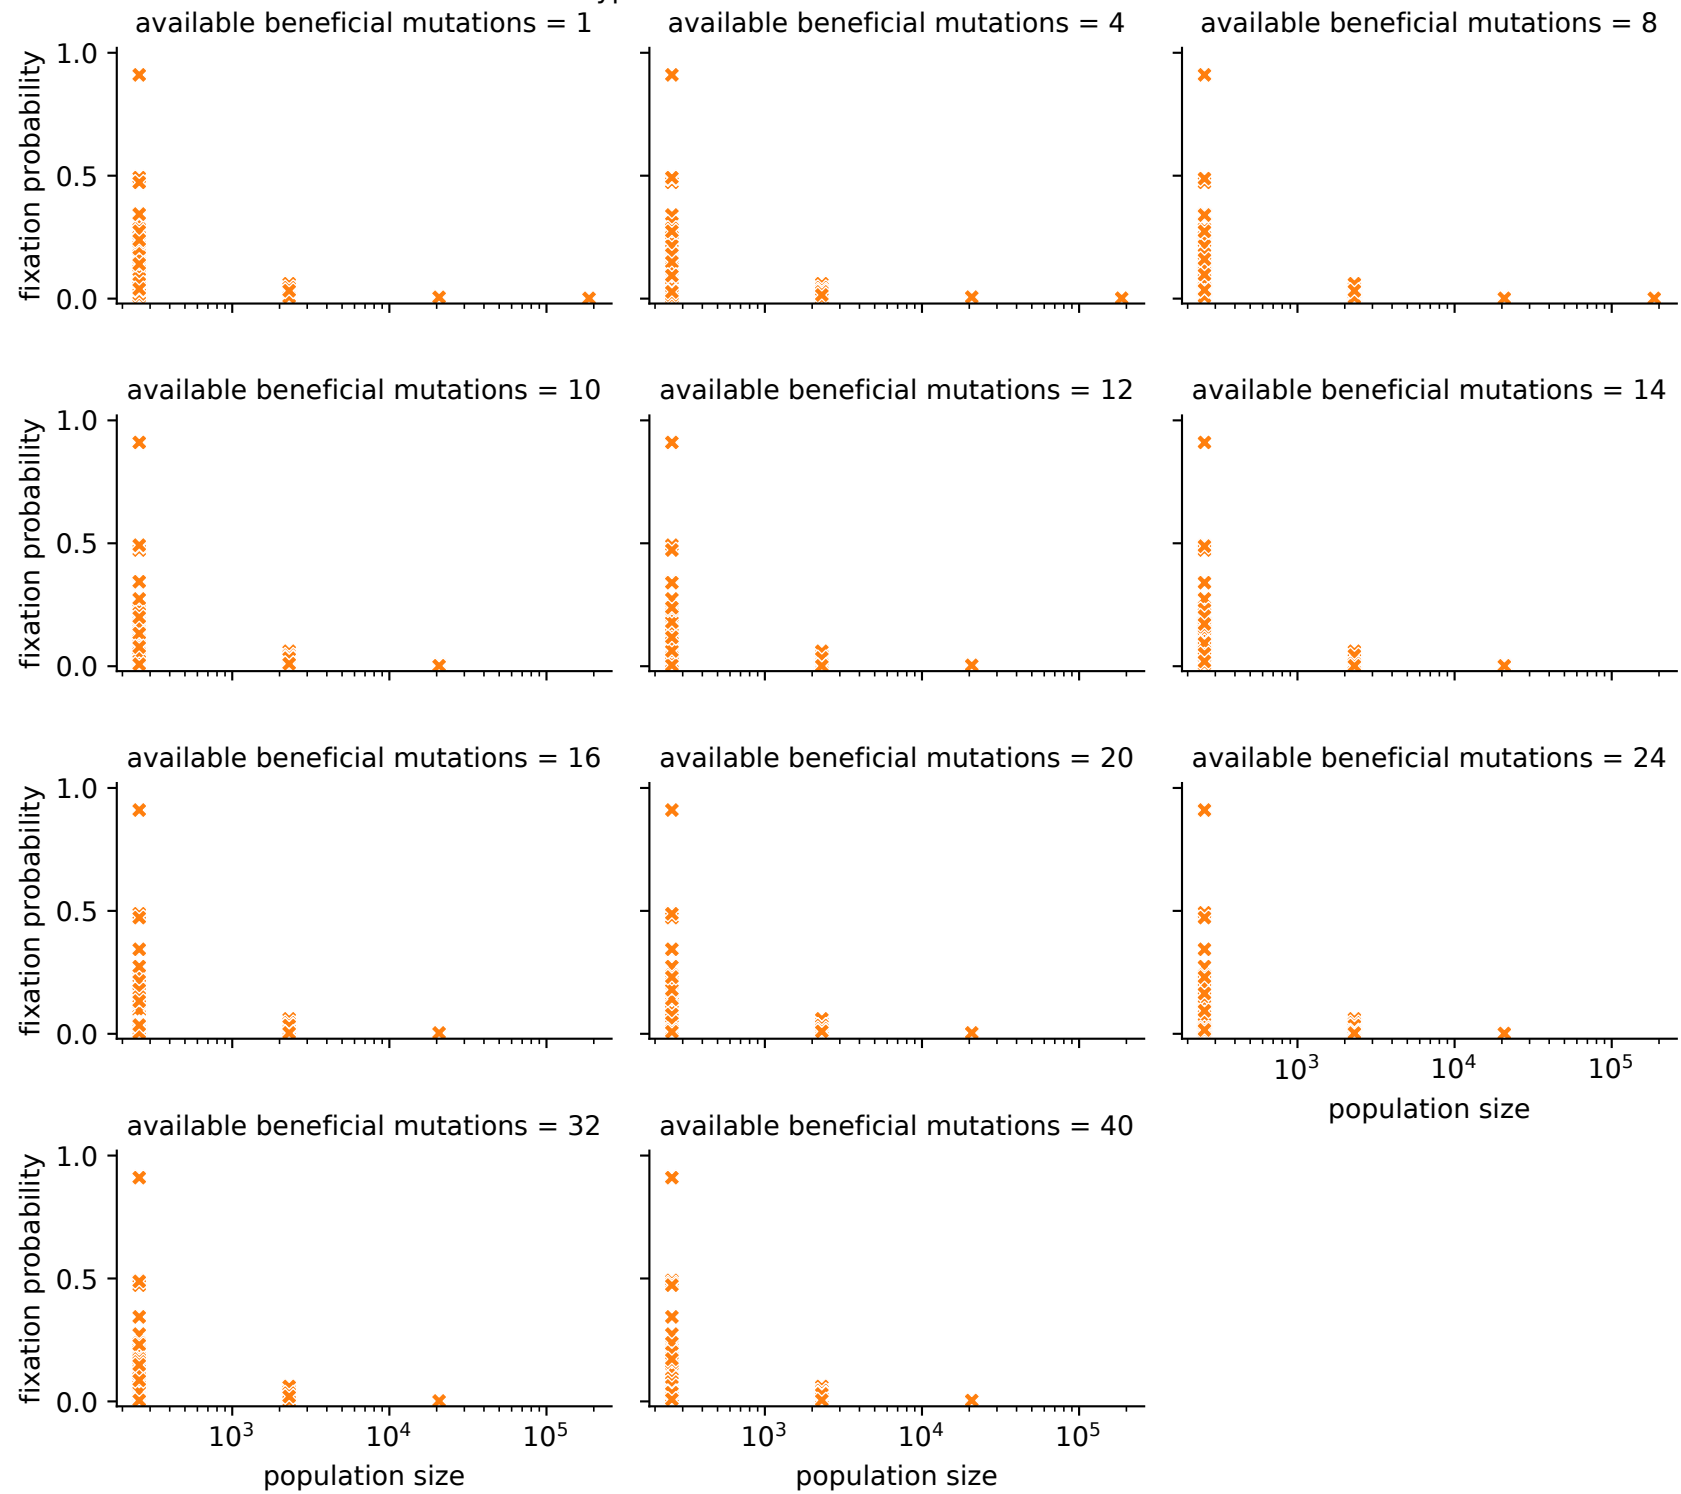 available beneficial mutations = 1
available beneficial mutations = 4
available beneficial mutations = 8
fixation probability
1.0
0.5
0.0
available beneficial mutations = 10
available beneficial mutations = 12
available beneficial mutations = 14
fixation probability
1.0
0.5
0.0
available beneficial mutations = 16
available beneficial mutations = 20
available beneficial mutations = 24
fixation probability
1.0
0.5
0.0
10³ 10⁴ 10⁵
population size
available beneficial mutations = 32
available beneficial mutations = 40
fixation probability
1.0
0.5
0.0
10³ 10⁴ 10⁵
10³ 10⁴ 10⁵
population size
population size